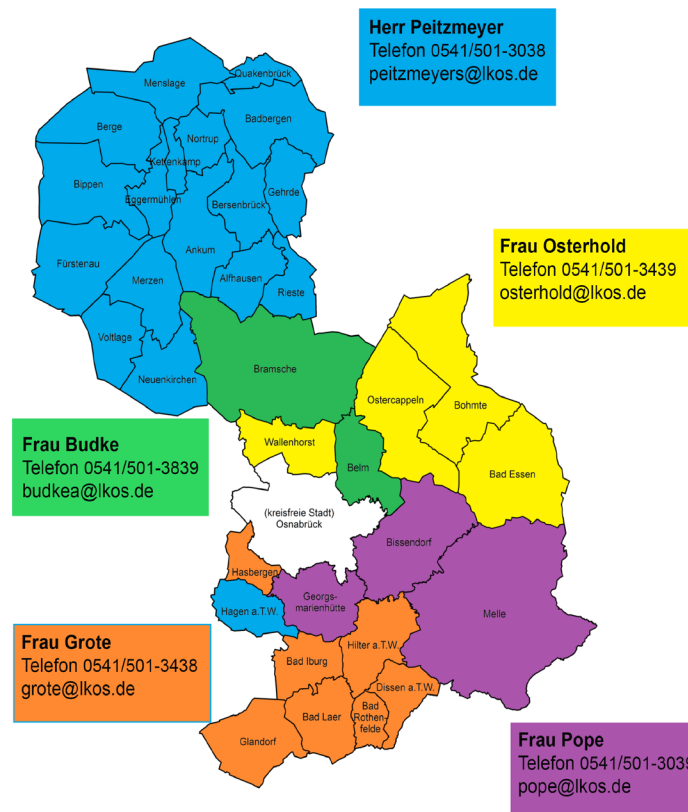 Herr Peitzmeyer
Telefon 0541/501-3038
peitzmeyers@lkos.de
Quakenbrück
Menslage
Badbergen
Berge
Nortrup
Kettenkamp
Bippen
Gehrde
Eggermühlen
Bersenbrück
Ankum
Fürstenau
Merzen
Alfhausen
Rieste
Voltlage
Neuenkirchen
Frau Osterhold
Telefon 0541/501-3439
osterhold@lkos.de
Bramsche
Ostercappeln
Bohmte
Wallenhorst
Belm
Bad Essen
Frau Budke
Telefon 0541/501-3839
budkea@lkos.de
(kreisfreie Stadt)
Osnabrück
Bissendorf
Hasbergen
Georgs-
marienhütte
Hagen a.T.W.
Melle
Frau Grote
Telefon 0541/501-3438
grote@lkos.de
Hilter a.T.W.
Bad Iburg
Dissen a.T.W.
Bad
Rothen-
felde
Bad Laer
Glandorf
Frau Pope
Telefon 0541/501-3039
pope@lkos.de